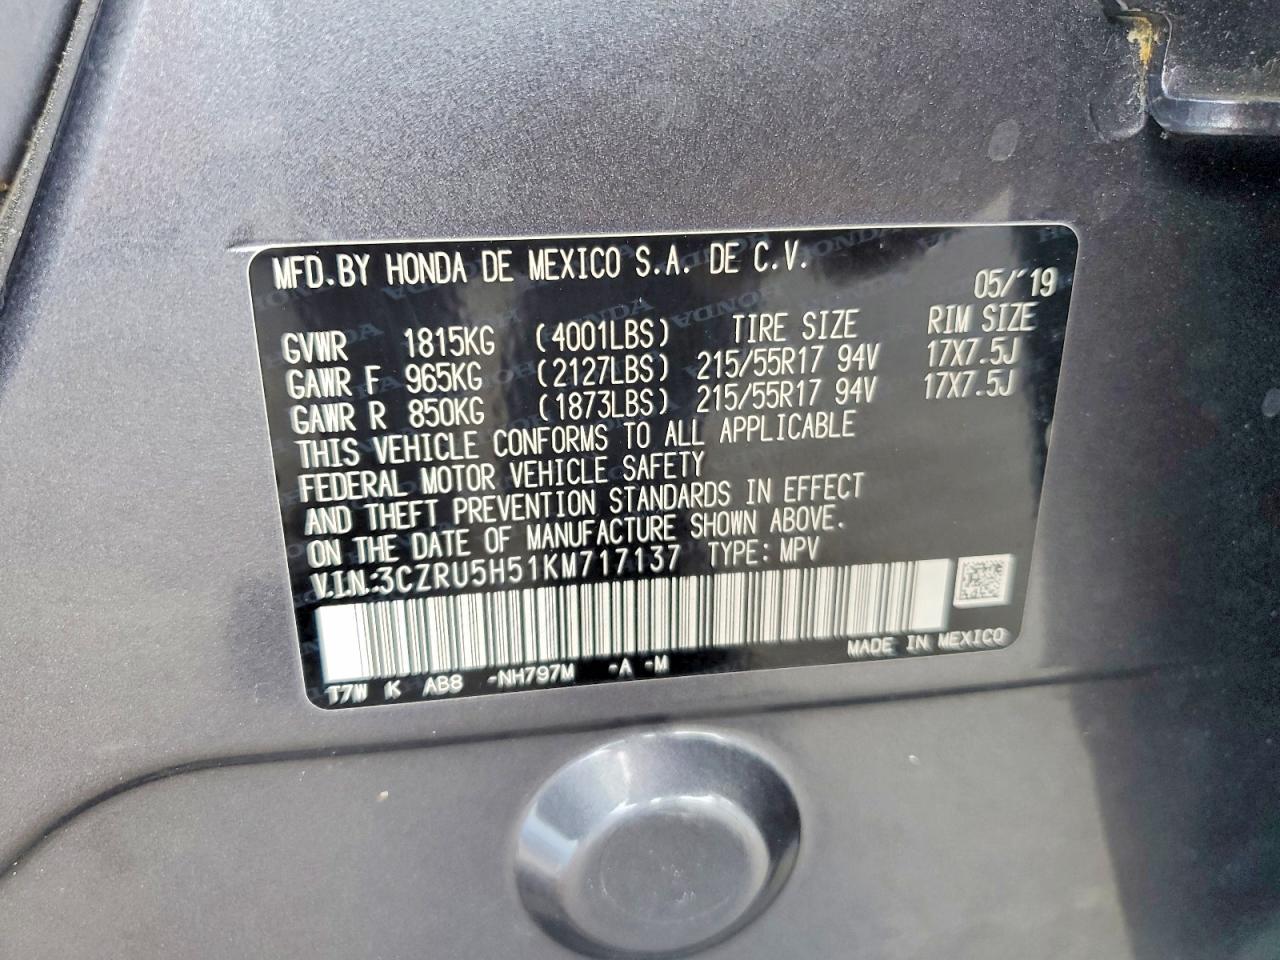 MFD.BY HONDA DE MEXICO S.A. DE C.V.
05/'19
GVWR 1815KG (4001LBS) TIRE SIZE RIM SIZE
GAWR F 965KG (2127LBS) 215/55R17 94V 17X7.5J
GAWR R 850KG (1873LBS) 215/55R17 94V 17X7.5J
THIS VEHICLE CONFORMS TO ALL APPLICABLE
FEDERAL MOTOR VEHICLE SAFETY
AND THEFT PREVENTION STANDARDS IN EFFECT
ON THE DATE OF MANUFACTURE SHOWN ABOVE.
V.I.N.:3CZRU5H51KM717137 TYPE: MPV
MADE IN MEXICO
T7W K AB8 -NH797M -A -M